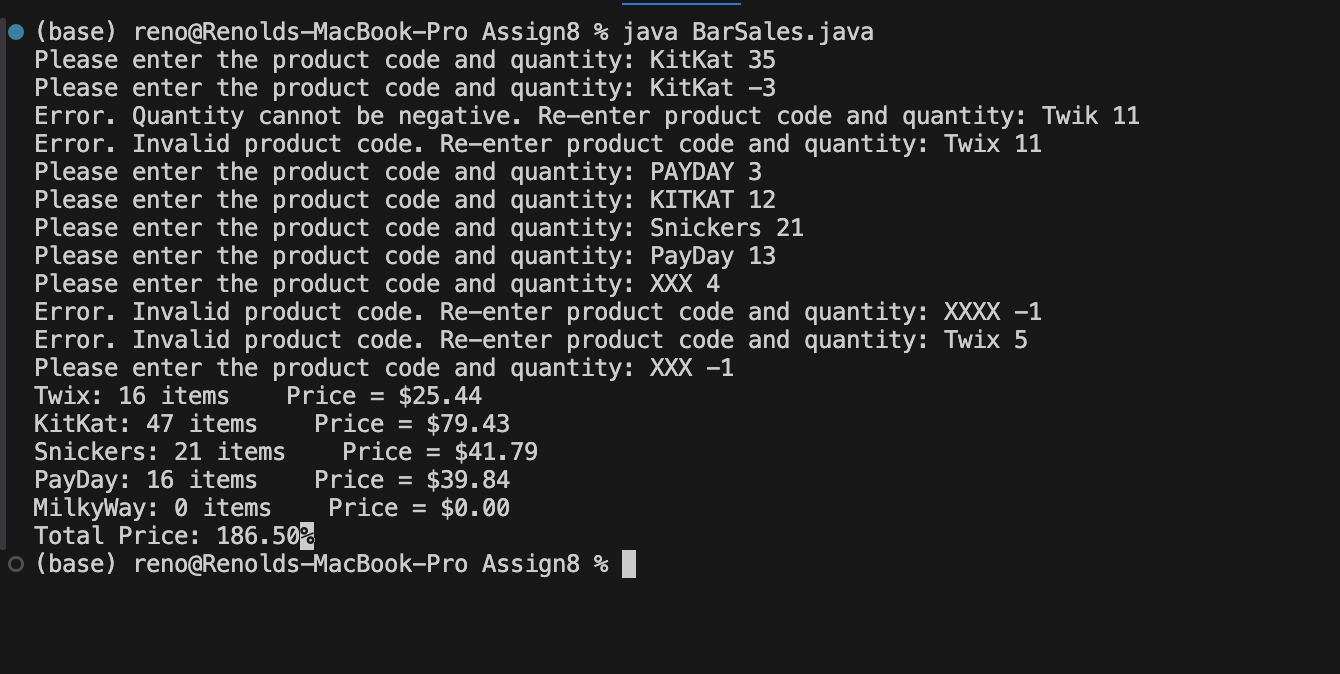 (base) reno@Renolds-MacBook-Pro Assign8 % java BarSales.java
Please enter the product code and quantity: KitKat 35
Please enter the product code and quantity: KitKat -3
Error. Quantity cannot be negative. Re-enter product code and quantity: Twik 11
Error. Invalid product code. Re-enter product code and quantity: Twix 11
Please enter the product code and quantity: PAYDAY 3
Please enter the product code and quantity: KITKAT 12
Please enter the product code and quantity: Snickers 21
Please enter the product code and quantity: PayDay 13
Please enter the product code and quantity: XXX 4
Error. Invalid product code. Re-enter product code and quantity: XXXX -1
Error. Invalid product code. Re-enter product code and quantity: Twix 5
Please enter the product code and quantity: XXX -1
Twix: 16 items    Price = $25.44
KitKat: 47 items    Price = $79.43
Snickers: 21 items    Price = $41.79
PayDay: 16 items    Price = $39.84
MilkyWay: 0 items    Price = $0.00
Total Price: 186.50%
(base) reno@Renolds-MacBook-Pro Assign8 %